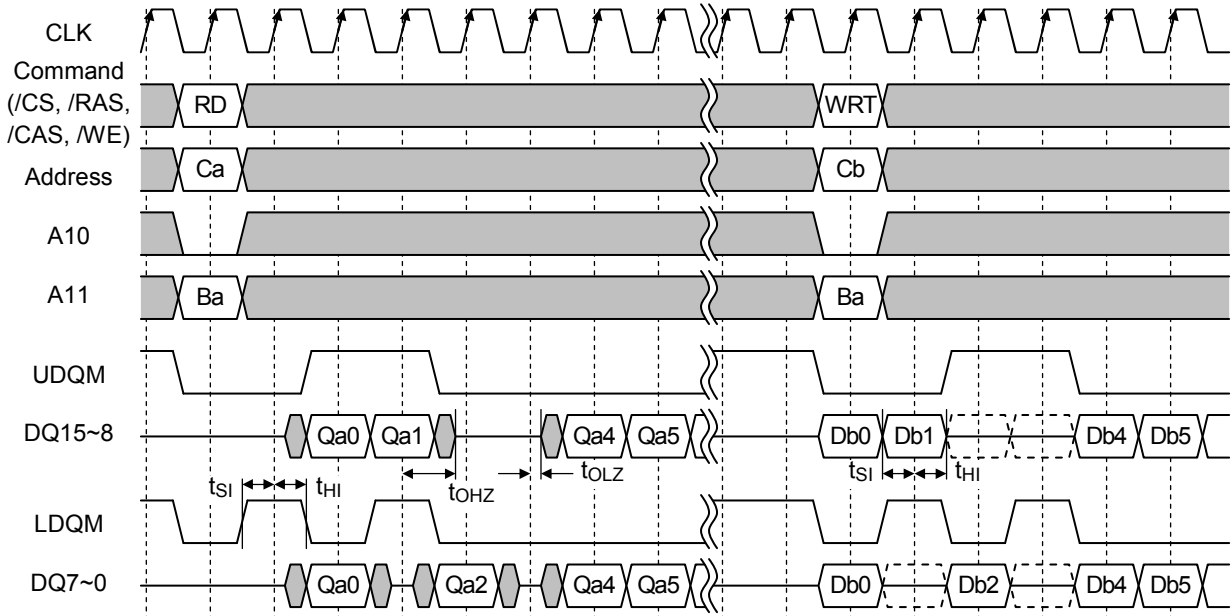 CLK
Command
(/CS, /RAS,
/CAS, /WE)
RD WRT
Address Ca Cb
A10
A11 Ba Ba
UDQM
DQ15~8 Qa0 Qa1 Qa4 Qa5 Db0 Db1 Db4 Db5
tSI tHI tOHZ tOLZ tSI tHI
LDQM
DQ7~0 Qa0 Qa2 Qa4 Qa5 Db0 Db2 Db4 Db5